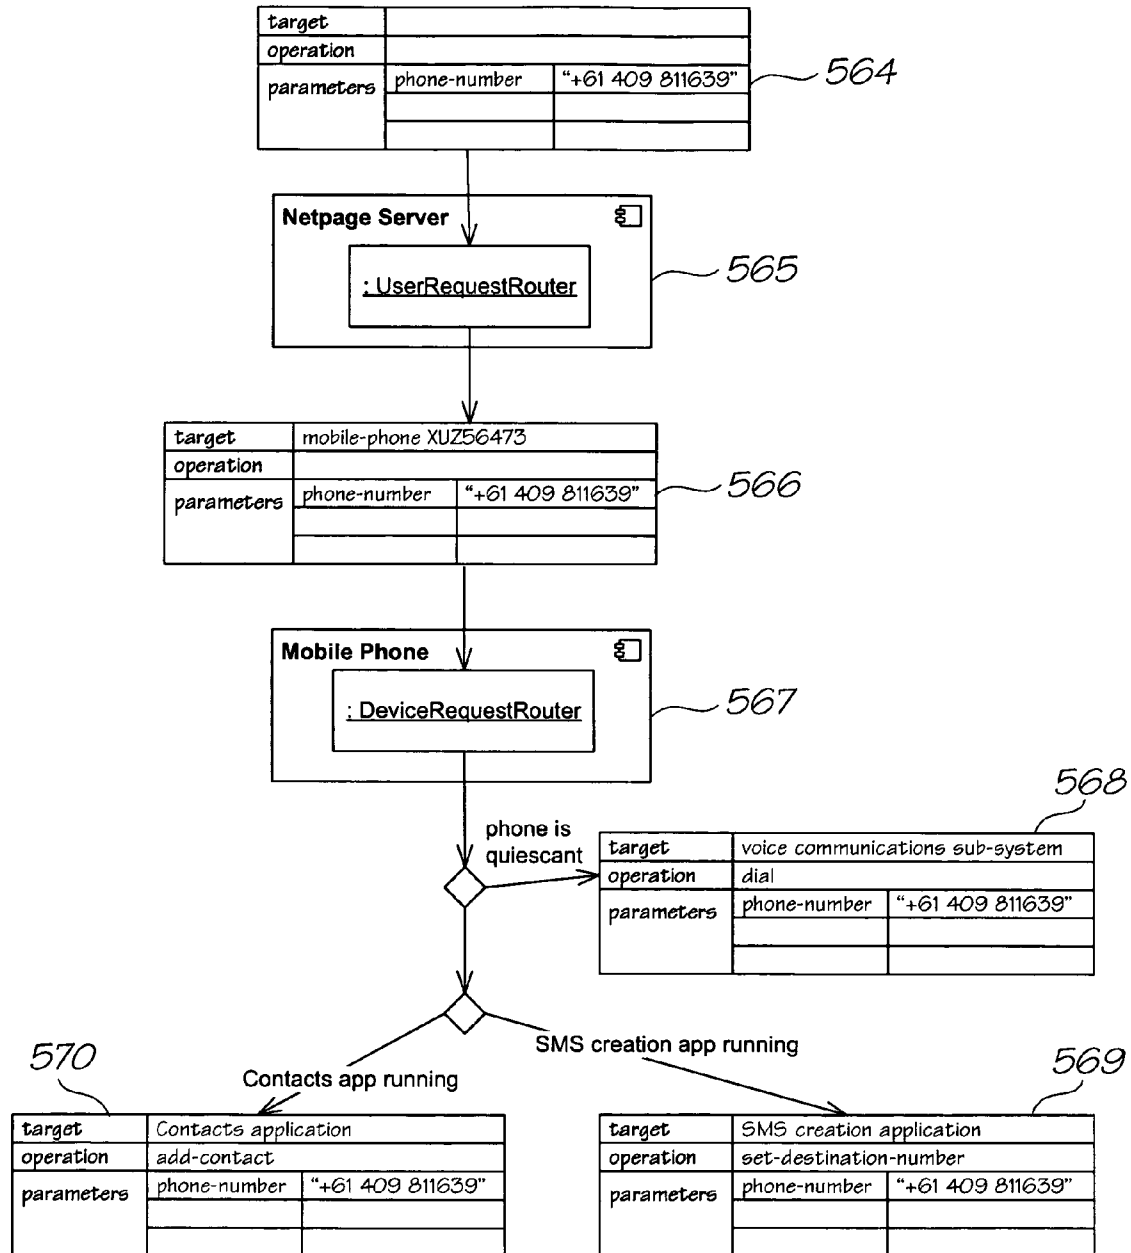 target
operation
parameters phone-number "+61 409 811639"
564
Netpage Server
: UserRequestRouter
565
target mobile-phone XUZ56473
operation
parameters phone-number "+61 409 811639"
566
Mobile Phone
: DeviceRequestRouter
567
phone is
quiescant
568
target voice communications sub-system
operation dial
parameters phone-number "+61 409 811639"
SMS creation app running
Contacts app running
570
target Contacts application
operation add-contact
parameters phone-number "+61 409 811639"
569
target SMS creation application
operation set-destination-number
parameters phone-number "+61 409 811639"